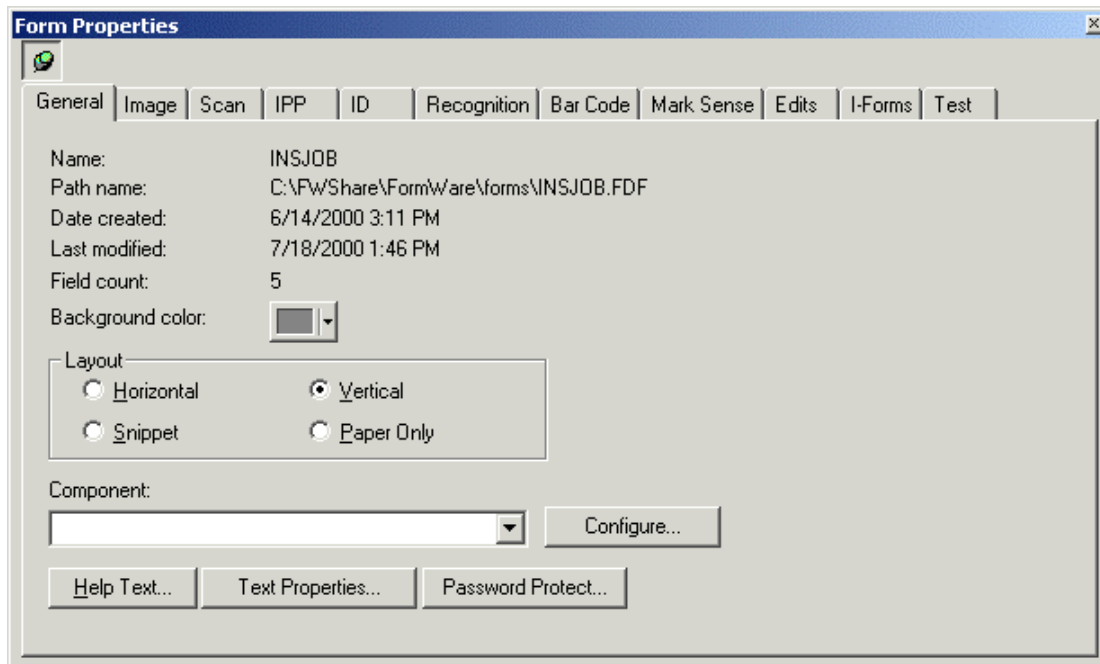 Form Properties
General Image Scan IPP ID Recognition Bar Code Mark Sense Edits I-Forms Test
Name: INSJOB
Path name: C:\FWShare\FormWare\forms\INSJOB.FDF
Date created: 6/14/2000 3:11 PM
Last modified: 7/18/2000 1:46 PM
Field count: 5
Background color:
Layout
Horizontal Vertical
Snippet Paper Only
Component:
Configure...
Help Text... Text Properties... Password Protect...